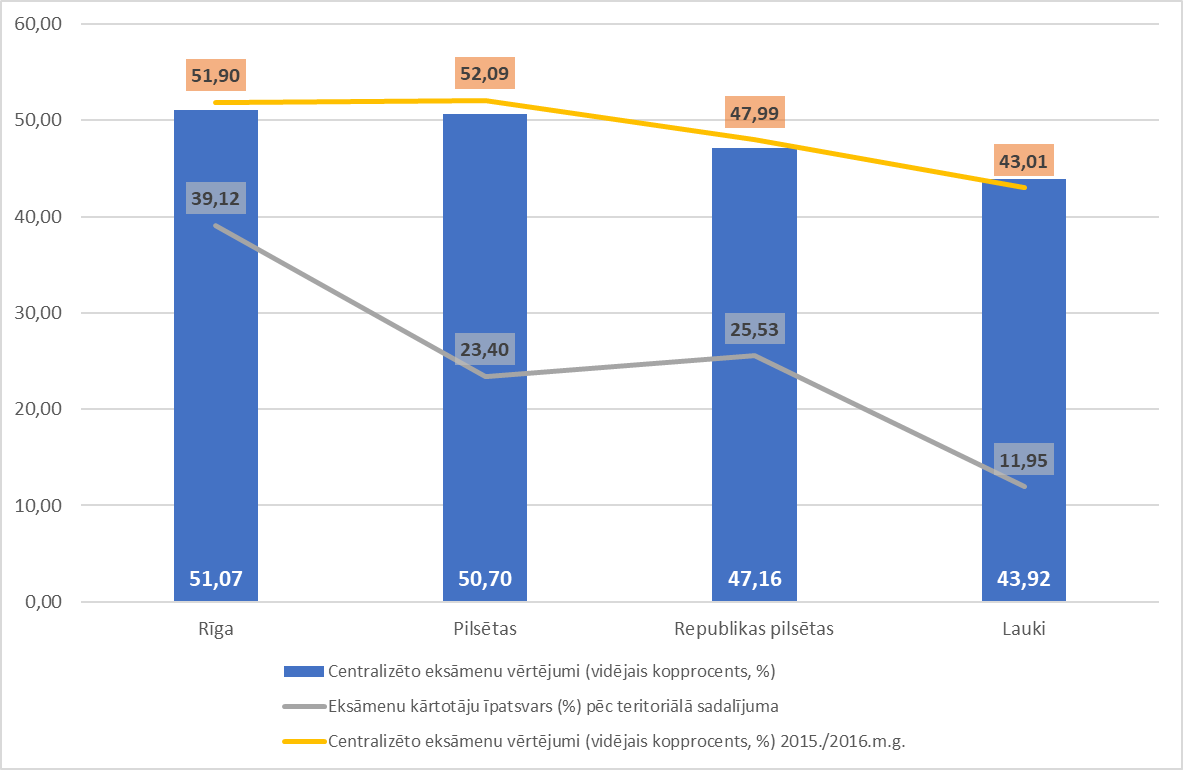 60,00
50,00
40,00
30,00
20,00
10,00
0,00
51,90
52,09
47,99
43,01
39,12
23,40
25,53
11,95
51,07
50,70
47,16
43,92
Rīga
Pilsētas
Republikas pilsētas
Lauki
Centralizēto eksāmenu vērtējumi (vidējais kopprocents, %)
Eksāmenu kārtotāju īpatsvars (%) pēc teritoriālā sadalījuma
Centralizēto eksāmenu vērtējumi (vidējais kopprocents, %) 2015./2016.m.g.